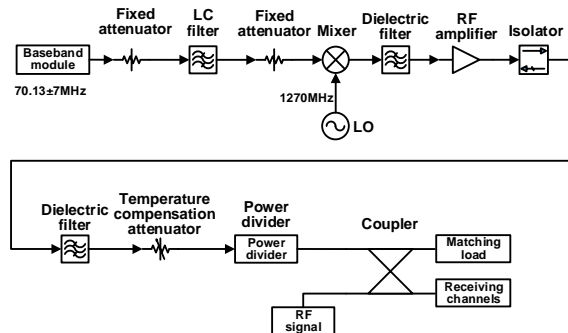 Fixed
attenuator
LC
filter
Fixed
attenuator
Mixer
Dielectric
filter
RF
amplifier
Isolator
Baseband
module
70.13±7MHz
1270MHz
LO
Dielectric
filter
Temperature
compensation
attenuator
Power
divider
Power
divider
Coupler
Matching
load
Receiving
channels
RF
signal